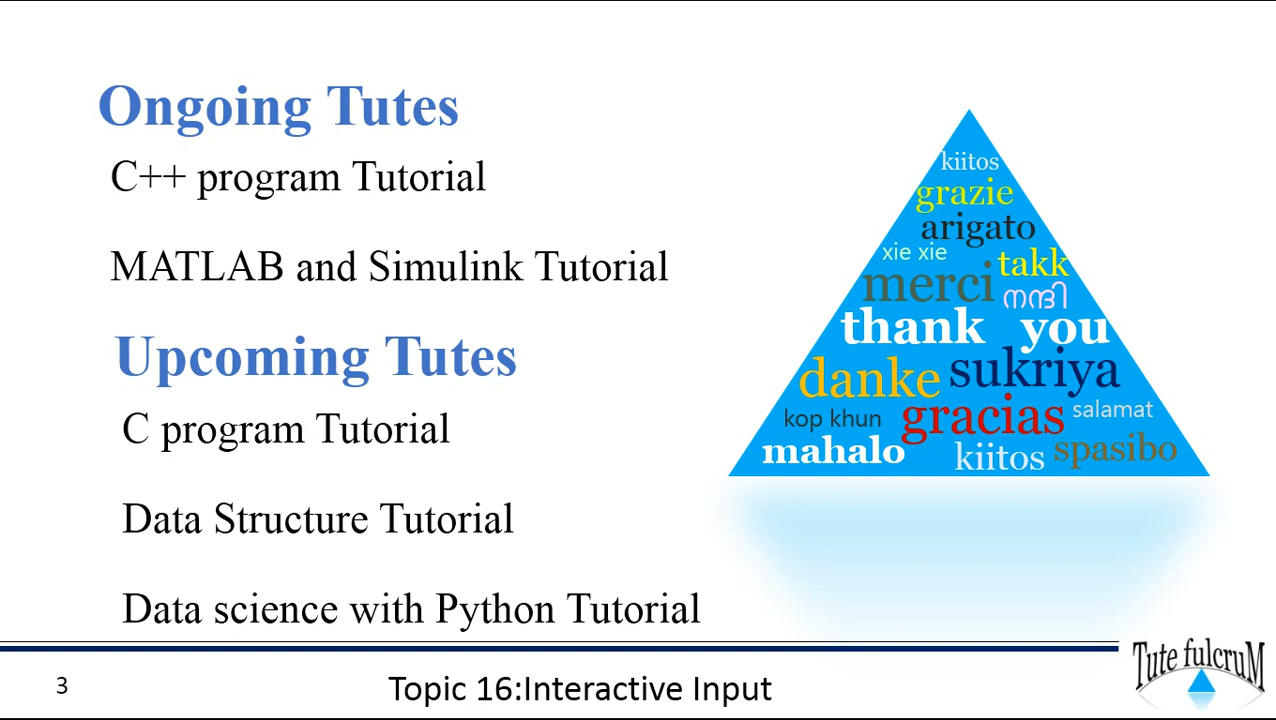 Ongoing Tutes
C++ program Tutorial
MATLAB and Simulink Tutorial
Upcoming Tutes
C program Tutorial
Data Structure Tutorial
Data science with Python Tutorial
kiitos
grazie
arigato
xie xie
takk
merci
നന്ദി
thank you
danke
sukriya
kop khun
gracias
salamat
mahalo
kiitos
spasibo
3
Topic 16:Interactive Input
Tute fulcruM